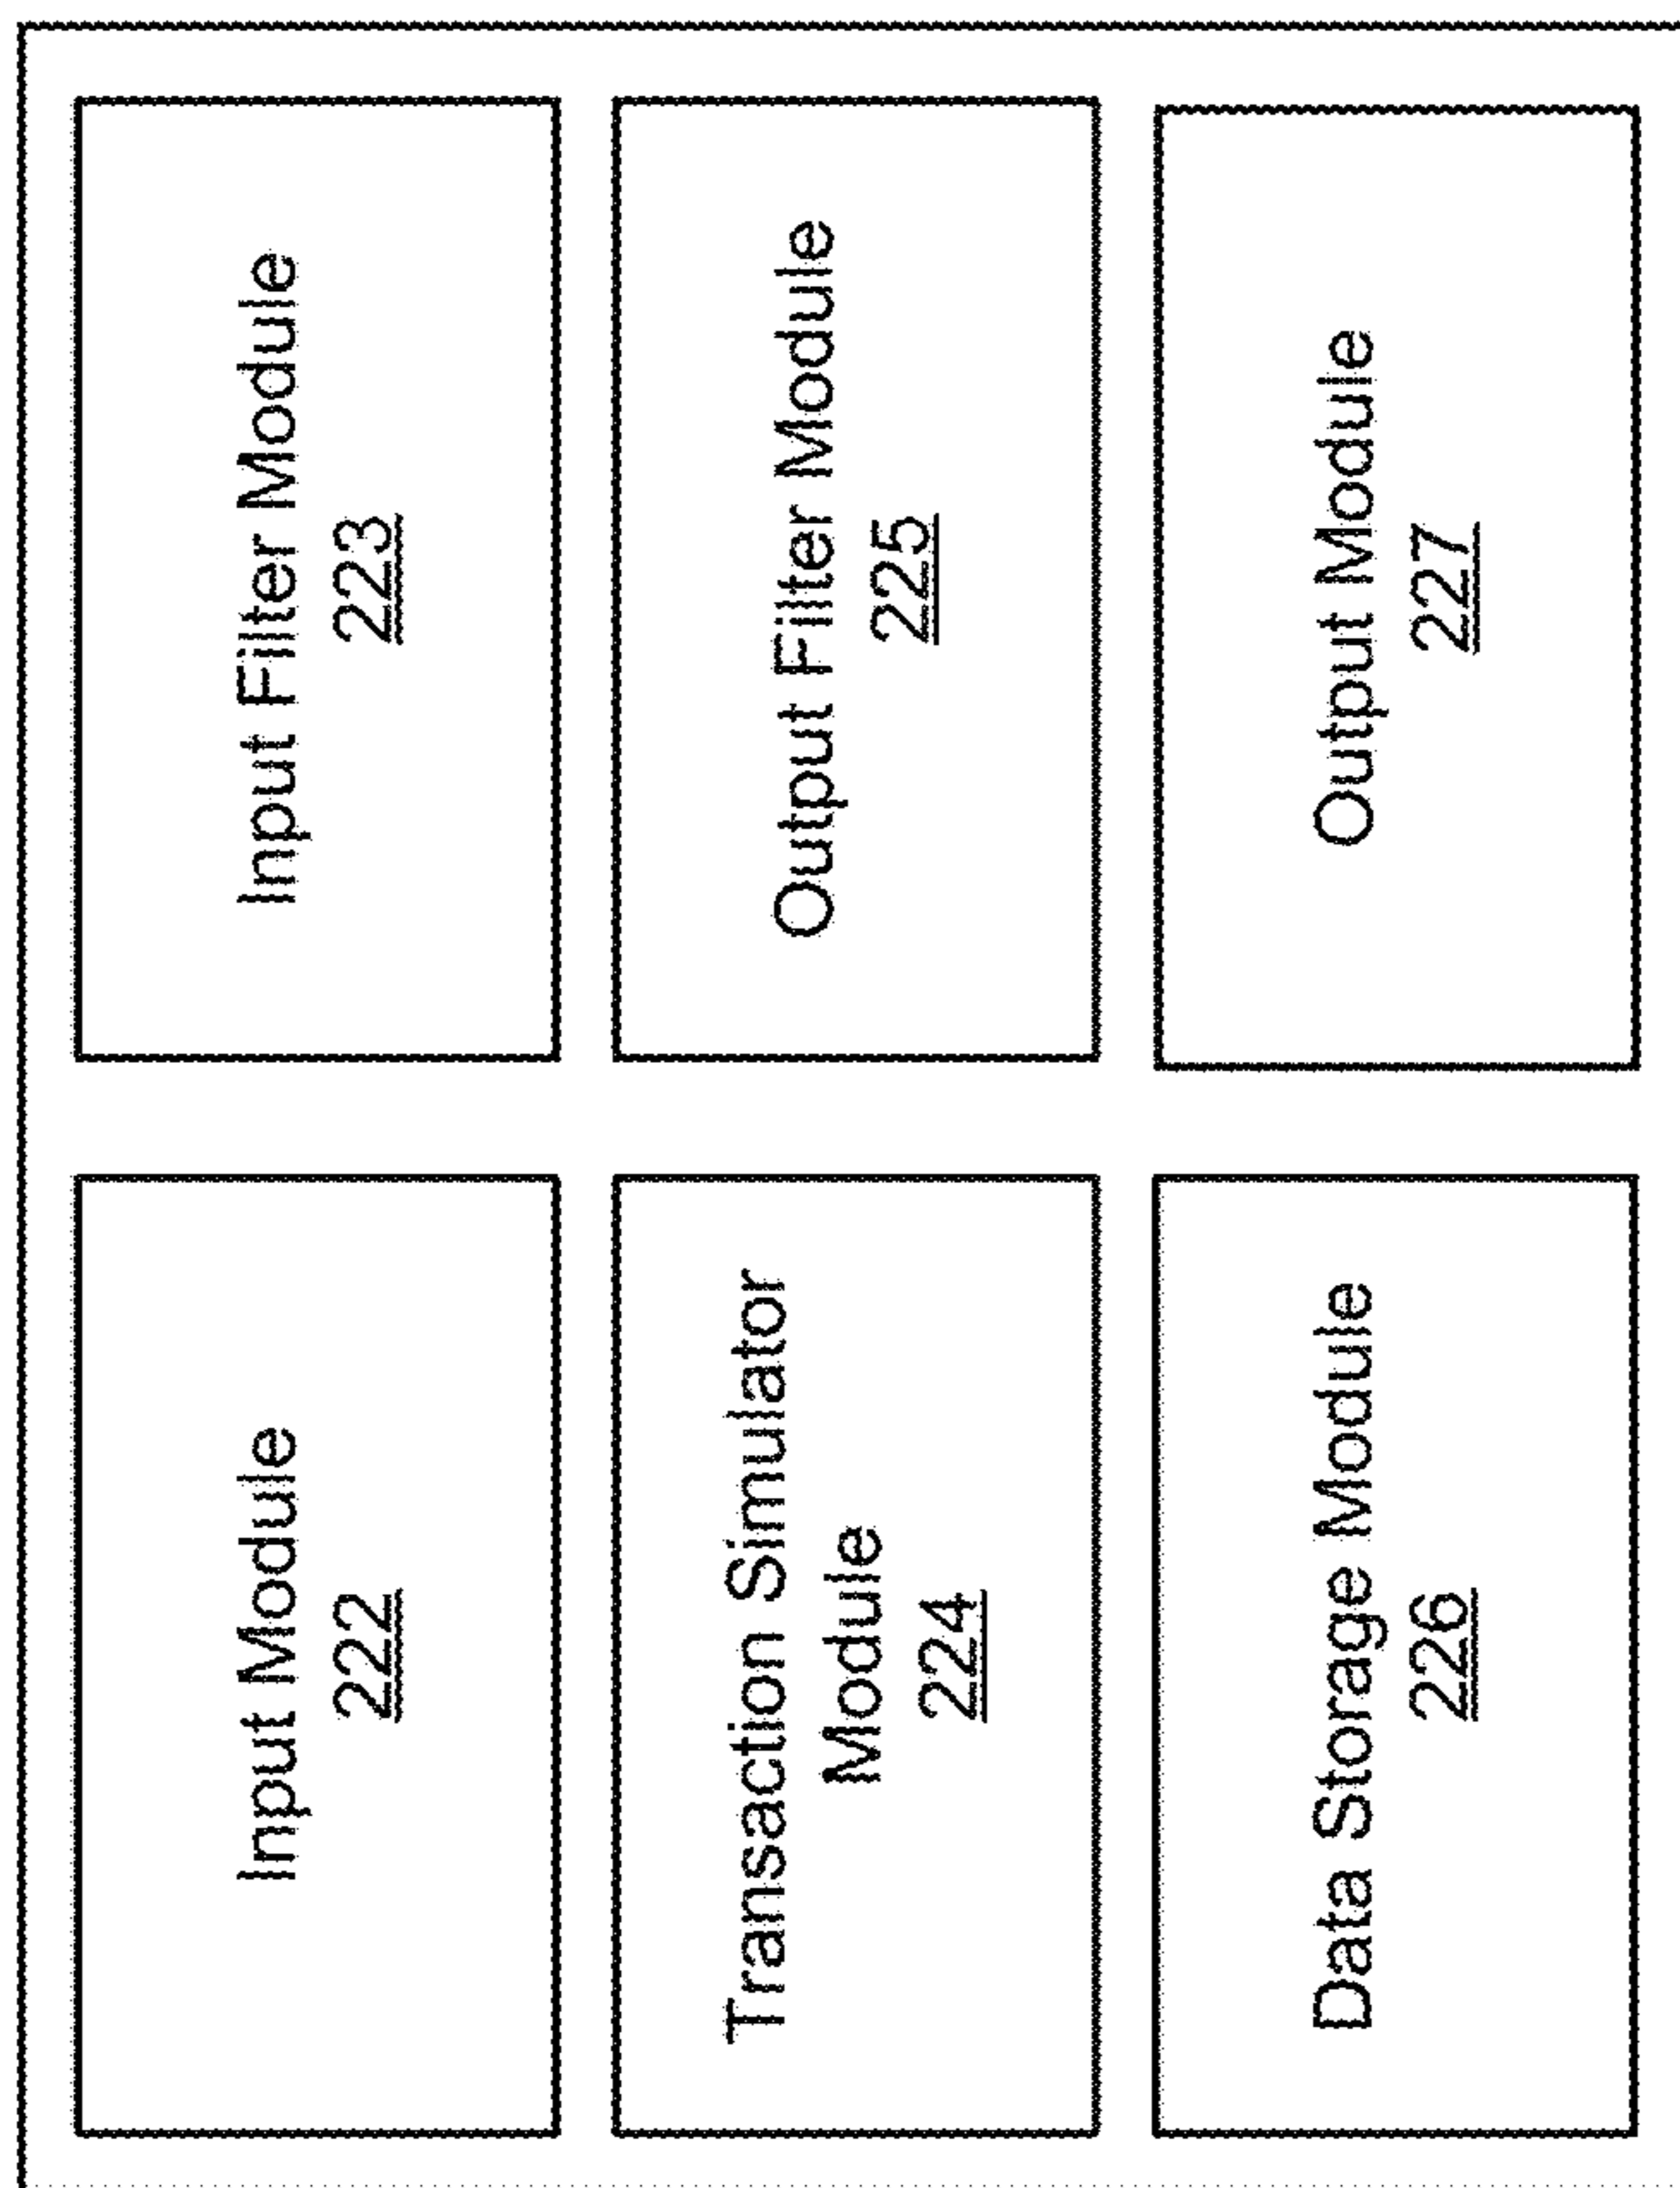 Input Module
222
Input Filter Module
223
Transaction Simulator
Module
224
Output Filter Module
225
Data Storage Module
226
Output Module
227